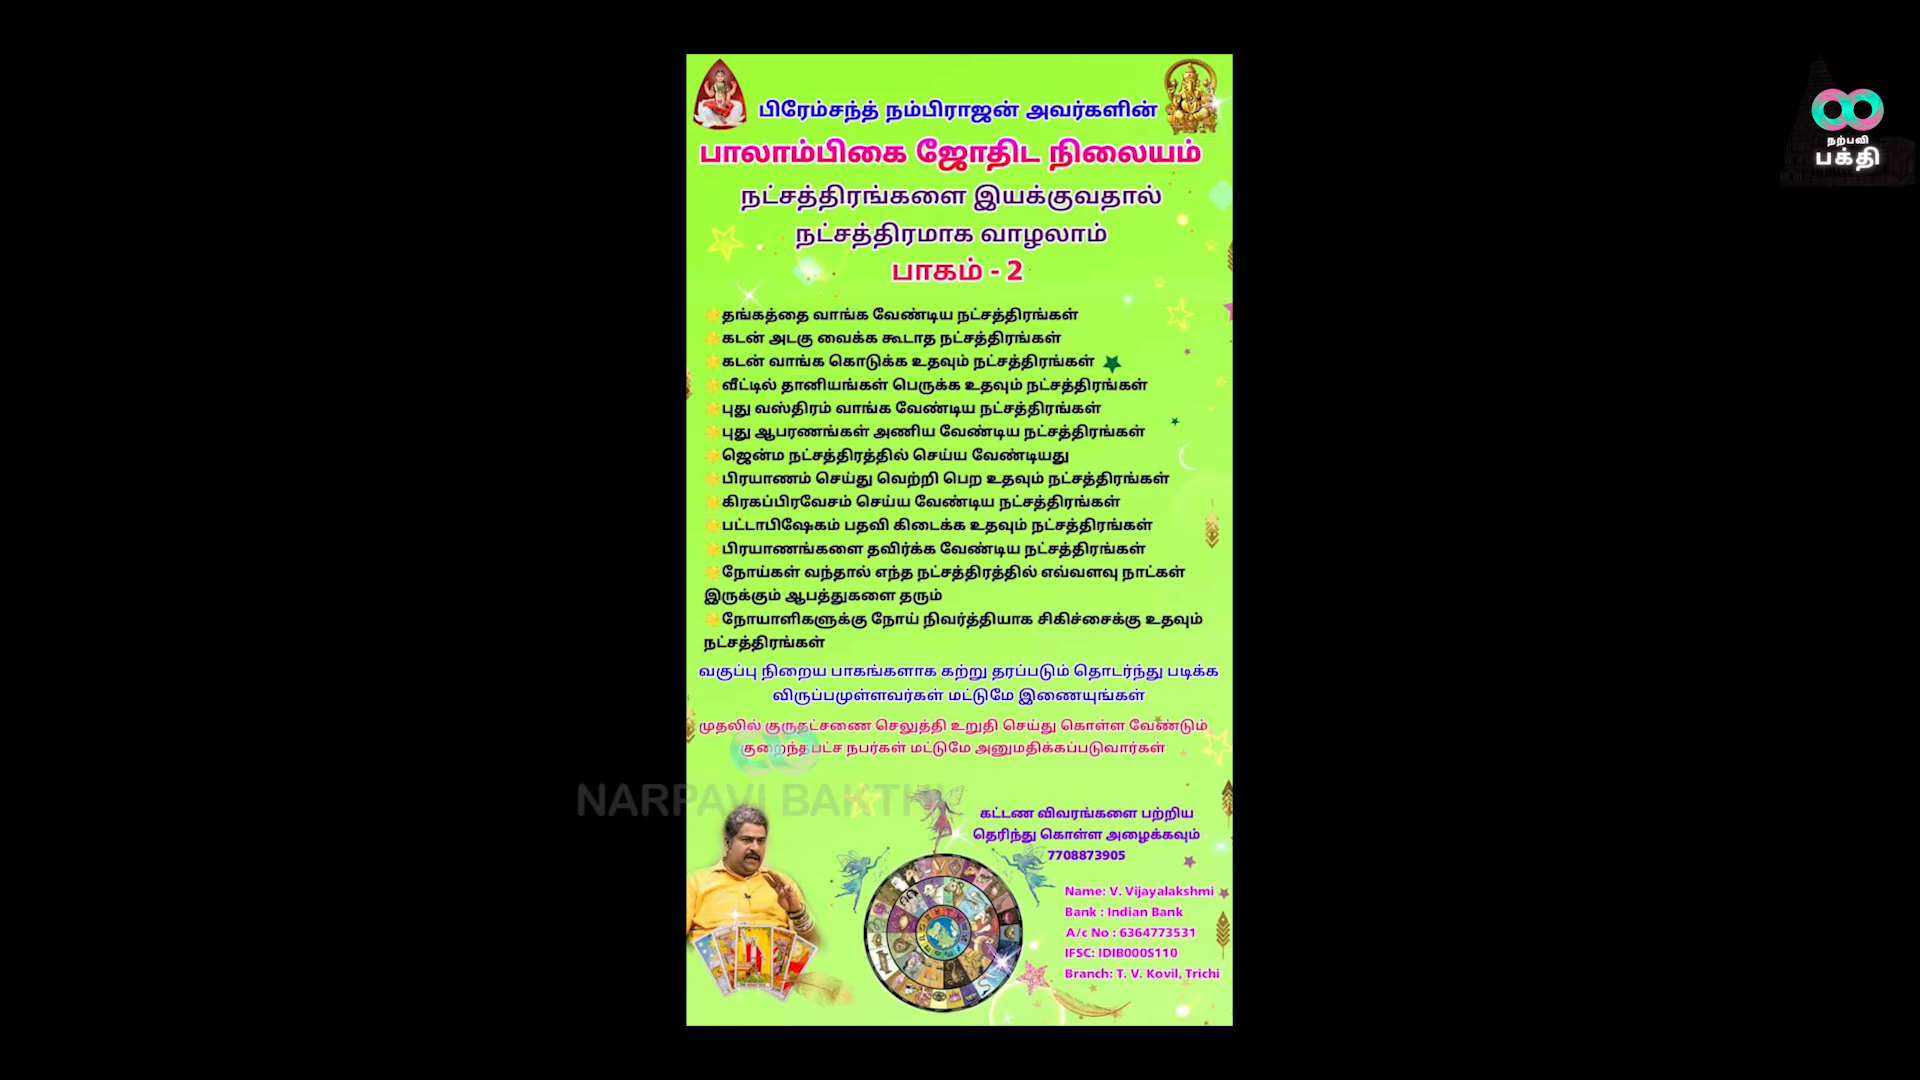 பிரேம்சந்த் நம்பிராஜன் அவர்களின்
பாலாம்பிகை ஜோதிட நிலையம்
நட்சத்திரங்களை இயக்குவதால்
நட்சத்திரமாக வாழலாம்
பாகம் - 2
தங்கத்தை வாங்க வேண்டிய நட்சத்திரங்கள்
கடன் அடகு வைக்க கூடாத நட்சத்திரங்கள்
கடன் வாங்க கொடுக்க உதவும் நட்சத்திரங்கள்
வீட்டில் தானியங்கள் பெருக்க உதவும் நட்சத்திரங்கள்
புது வஸ்திரம் வாங்க வேண்டிய நட்சத்திரங்கள்
புது ஆபரணங்கள் அணிய வேண்டிய நட்சத்திரங்கள்
ஜென்ம நட்சத்திரத்தில் செய்ய வேண்டியது
பிரயாணம் செய்து வெற்றி பெற உதவும் நட்சத்திரங்கள்
கிரகப்பிரவேசம் செய்ய வேண்டிய நட்சத்திரங்கள்
பட்டாபிஷேகம் பதவி கிடைக்க உதவும் நட்சத்திரங்கள்
பிரயாணங்களை தவிர்க்க வேண்டிய நட்சத்திரங்கள்
நோய்கள் வந்தால் எந்த நட்சத்திரத்தில் எவ்வளவு நாட்கள்
இருக்கும் ஆபத்துகளை தரும்
நோயாளிகளுக்கு நோய் நிவர்த்தியாக சிகிச்சைக்கு உதவும்
நட்சத்திரங்கள்
வகுப்பு நிறைய பாகங்களாக கற்று தரப்படும் தொடர்ந்து படிக்க
விருப்பமுள்ளவர்கள் மட்டுமே இணையுங்கள்
முதலில் குருதட்சணை செலுத்தி உறுதி செய்து கொள்ள வேண்டும்
குறைந்தபட்ச நபர்கள் மட்டுமே அனுமதிக்கப்படுவார்கள்
NARPAVI BAKTHI
கட்டண விவரங்களை பற்றிய
தெரிந்து கொள்ள அழைக்கவும்
7708873905
Name: V. Vijayalakshmi
Bank : Indian Bank
A/c No : 6364773531
IFSC: IDIB000S110
Branch: T. V. Kovil, Trichi
நற்பவி
பக்தி